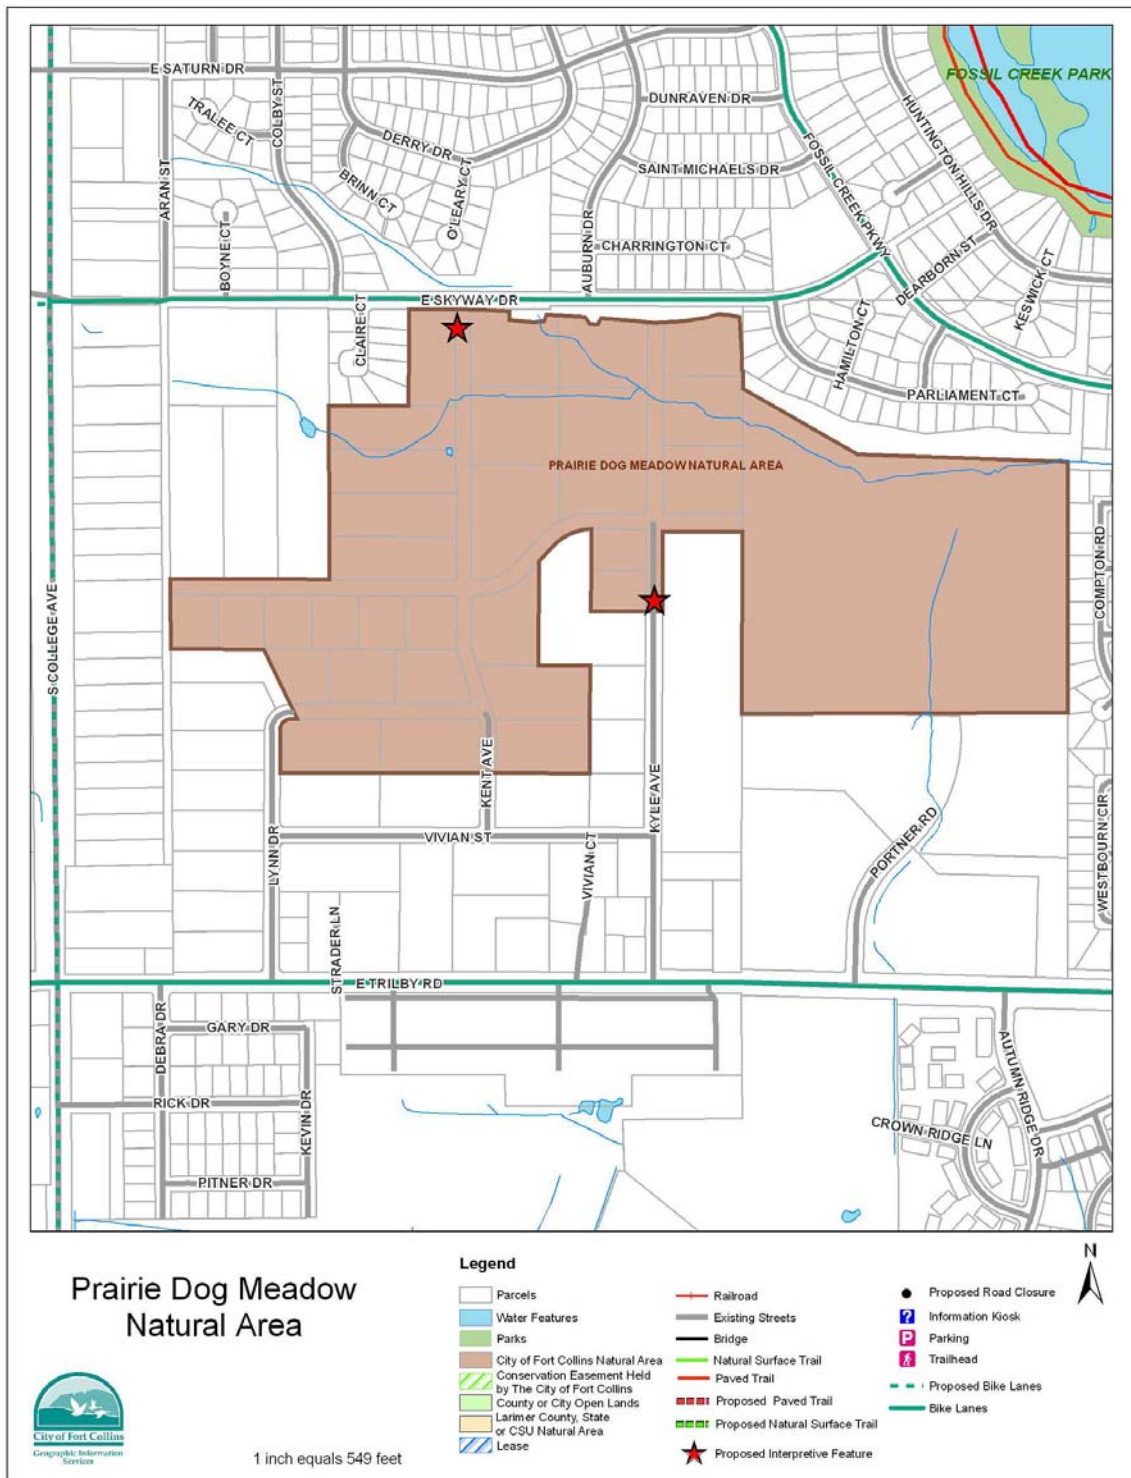 FOSSIL CREEK PARK
E SATURN DR
COLBY ST
TRALEE CT
ARAN ST
DERRY DR
BRINN CT
O'LEARY CT
BOYNE CT
DUNRAVEN DR
SAINT MICHAELS DR
AUBURN DR
CHARRINGTON CT
FOSSIL CREEK PKWY
HUNTINGTON HILLS DR
DEARBORN ST
KESWICK CT
E SKYWAY DR
CLAIRE CT
HAMILTON CT
PARLIAMENT CT
PRAIRIE DOG MEADOW NATURAL AREA
S COLLEGE AVE
COMPTON RD
KENT AVE
KYLE AVE
LYNN DR
VIVIAN ST
VIVIAN CT
PORTNER RD
WESTBOURN CIR
STRADER LN
E TRILBY RD
DEBRA DR
GARY DR
RICK DR
KEVIN DR
PITNER DR
AUTUMN RIDGE DR
CROWN RIDGE LN
Prairie Dog Meadow
Natural Area
City of Fort Collins
Geographic Information
Services
1 inch equals 549 feet
Legend
Parcels
Water Features
Parks
City of Fort Collins Natural Area
Conservation Easement Held
by The City of Fort Collins
County or City Open Lands
Larimer County, State
or CSU Natural Area
Lease
Railroad
Existing Streets
Bridge
Natural Surface Trail
Paved Trail
Proposed Paved Trail
Proposed Natural Surface Trail
Proposed Interpretive Feature
N
Proposed Road Closure
? Information Kiosk
P Parking
Trailhead
Proposed Bike Lanes
Bike Lanes